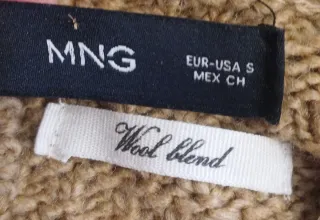 MNG
EUR-USA S
MEX CH
Wool blend